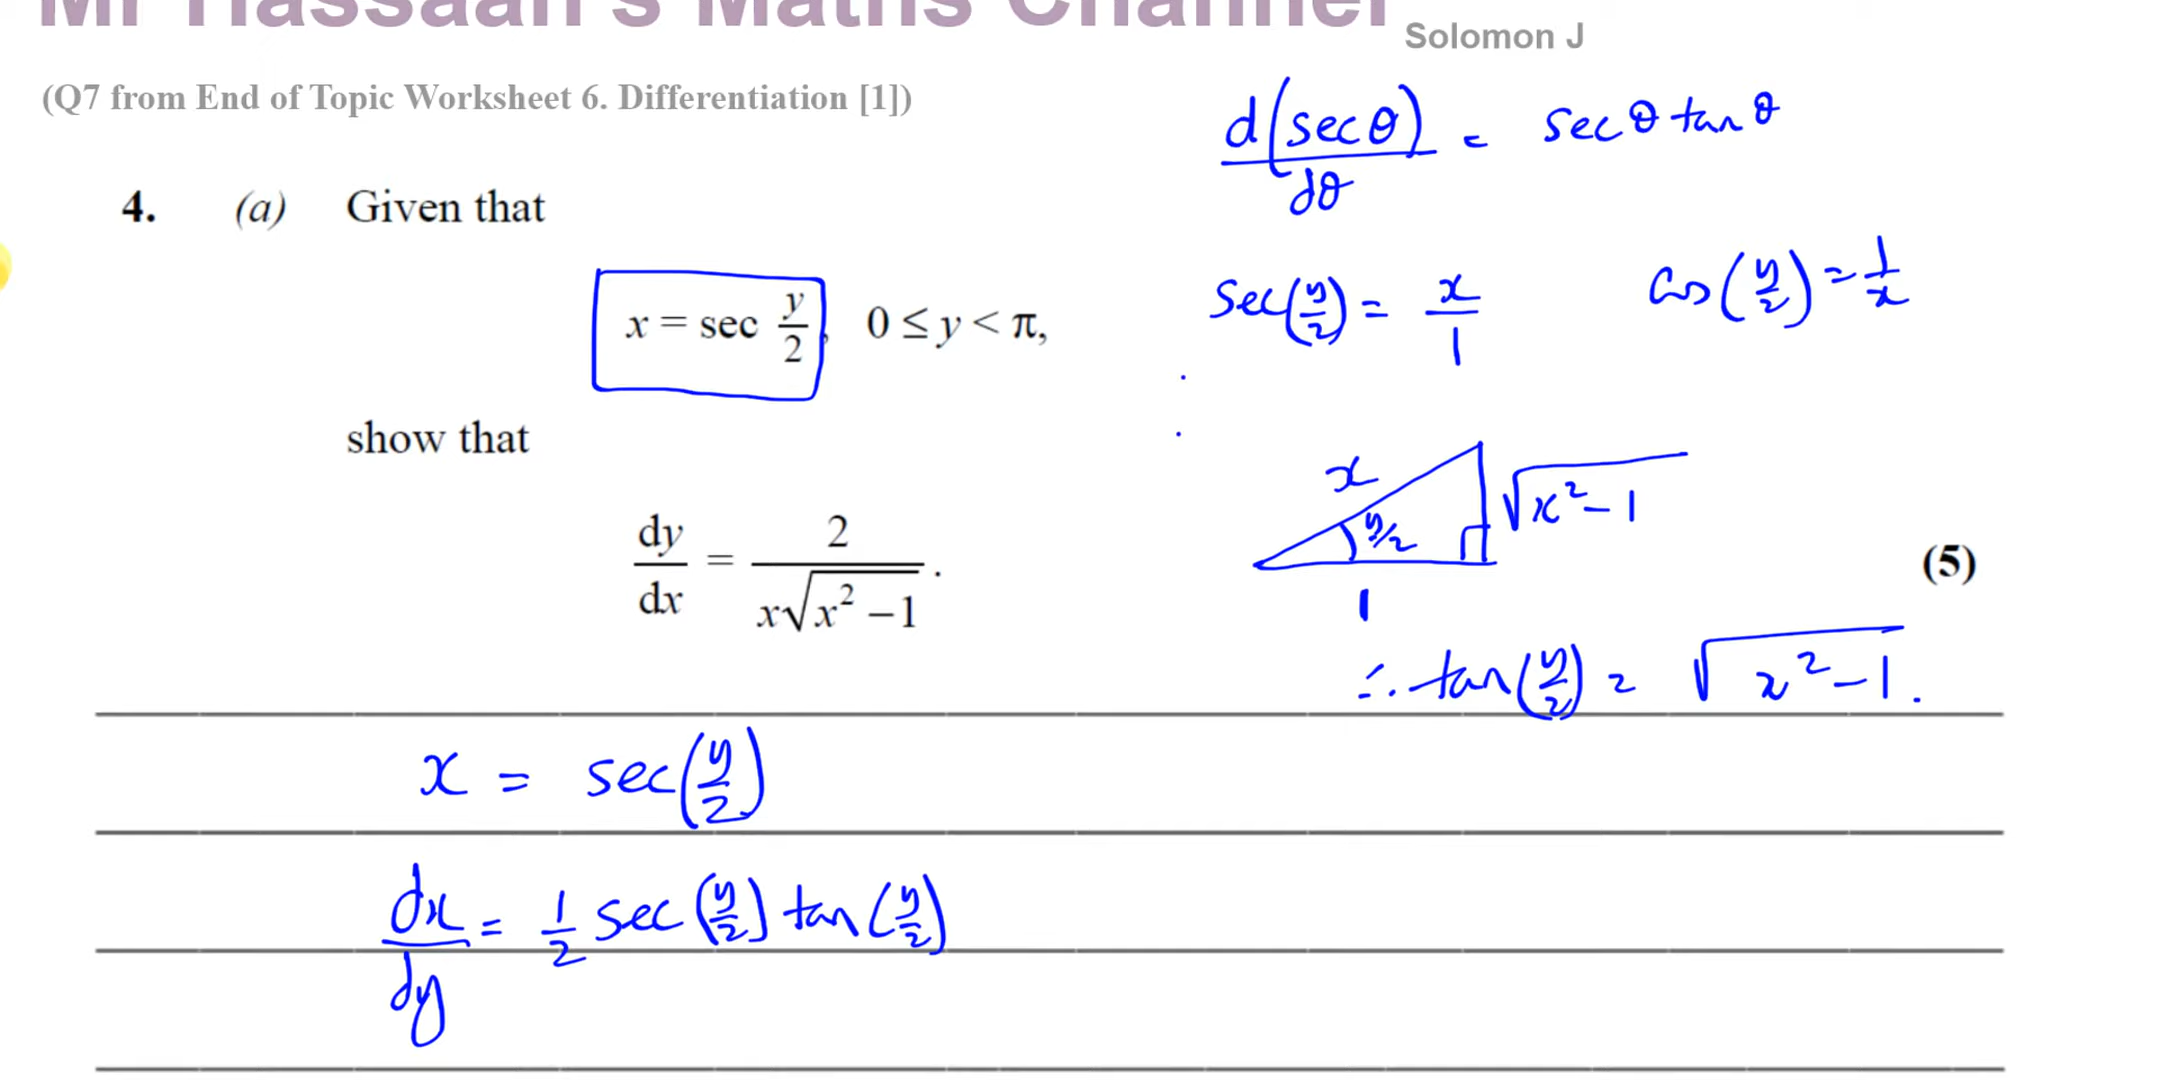 Mr Hassaan's Maths Channel
Solomon J
(Q7 from End of Topic Worksheet 6. Differentiation [1])
d(secθ)/dθ = secθ tanθ
4. (a) Given that
x = sec y/2, 0 ≤ y < π,
sec(y/2) = x/1
cos(y/2) = 1/x
show that
dy/dx = 2/(x√(x² − 1)).
x
y/2
√(x² − 1)
1
(5)
∴ tan(y/2) = √(x² − 1).
x = sec(y/2)
dx/dy = 1/2 sec(y/2) tan(y/2)